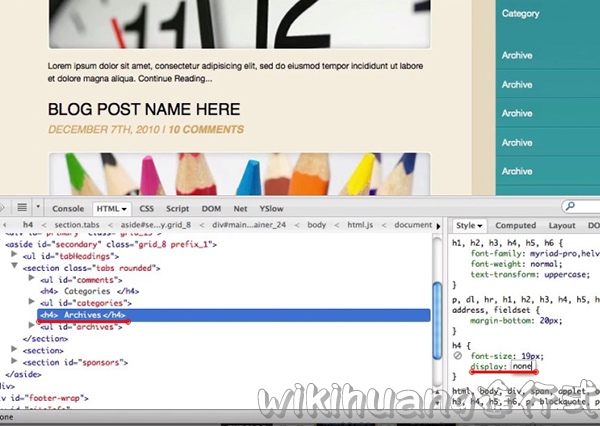 Category
Archive
Archive
Archive
Archive
Archive
Lorem ipsum dolor sit amet, consectetur adipisicing elit, sed do eiusmod tempor incididunt ut labore
et dolore magna aliqua. Continue Reading...
BLOG POST NAME HERE
DECEMBER 7TH, 2010 | 10 COMMENTS
Console HTML CSS Script DOM Net YSlow
h4 < section.tabs < aside#se...y.grid_8 < div#main...ainer_24 < body < html.js < document
Style Computed Layout
<aside id="secondary" class="grid_8 prefix_1">
<ul id="tabHeadings">
<section class="tabs rounded">
<ul id="comments">
<h4> Categories </h4>
<ul id="categories">
<h4> Archives</h4>
<ul id="archives">
</section>
<section id="sponsors">
</aside>
</div>
<div id="footer-wrap">
h1, h2, h3, h4, h5, h6 {
font-family: myriad-pro,helv
font-weight: normal;
text-transform: uppercase;
}
p, dl, hr, h1, h2, h3, h4, h5, h
address, fieldset {
margin-bottom: 20px;
}
h4 {
font-size: 19px;
display: none
}
html, body, div, span, applet, o
h3, h4, h5, h6, p, blockquote, p
wikihuang